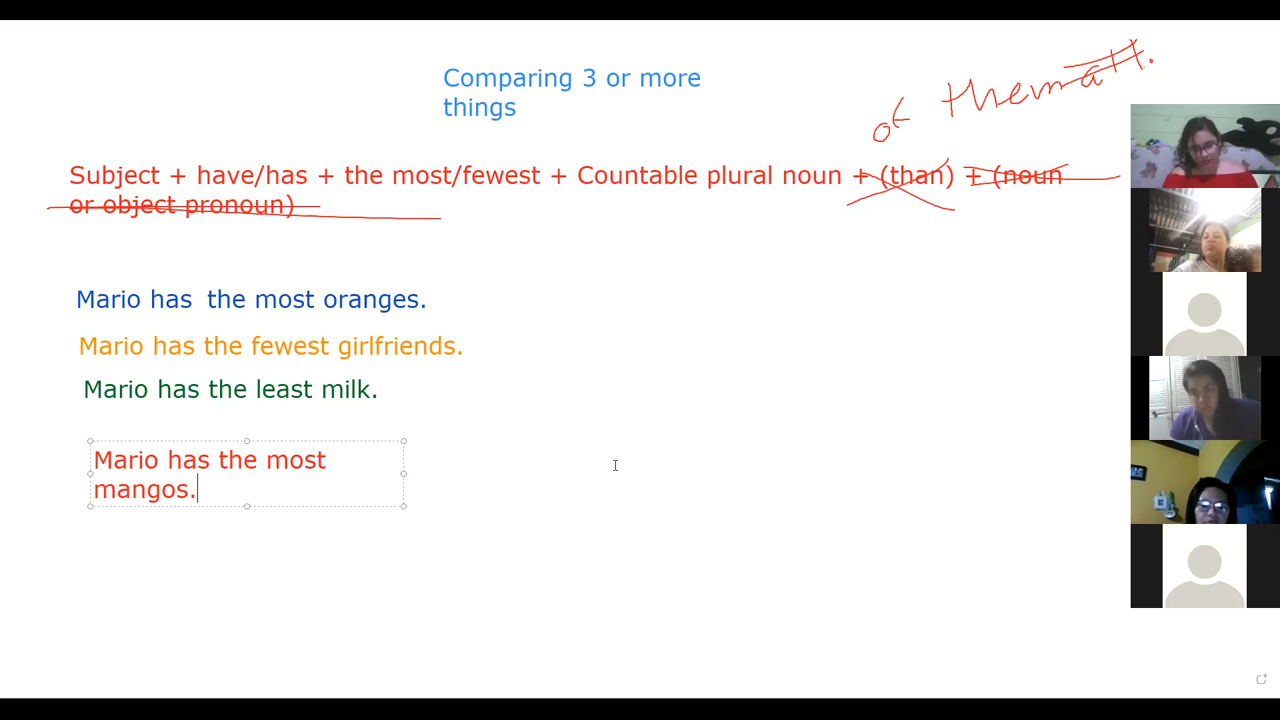 Comparing 3 or more
things
of them all.
Subject + have/has + the most/fewest + Countable plural noun + (than) + (noun
or object pronoun)
Mario has  the most oranges.
Mario has the fewest girlfriends.
Mario has the least milk.
Mario has the most
mangos.